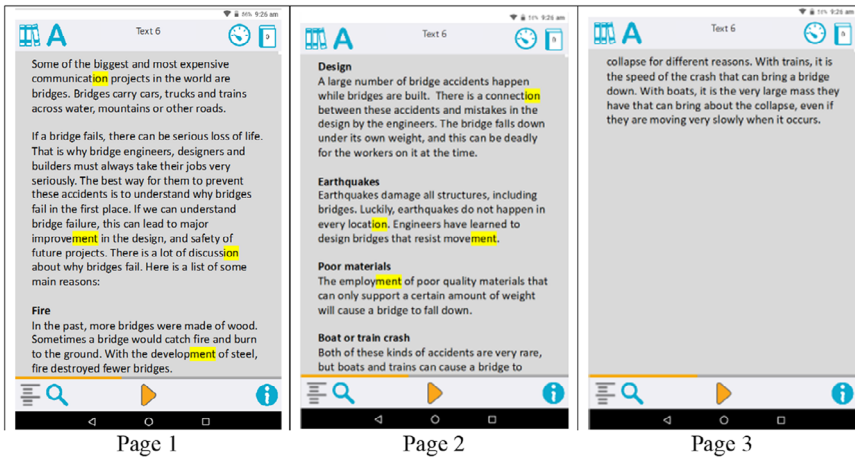 86% 9:26 am
A Text 6
Some of the biggest and most expensive
communication projects in the world are
bridges. Bridges carry cars, trucks and trains
across water, mountains or other roads.
If a bridge fails, there can be serious loss of life.
That is why bridge engineers, designers and
builders must always take their jobs very
seriously. The best way for them to prevent
these accidents is to understand why bridges
fail in the first place. If we can understand
bridge failure, this can lead to major
improvement in the design, and safety of
future projects. There is a lot of discussion
about why bridges fail. Here is a list of some
main reasons:
Fire
In the past, more bridges were made of wood.
Sometimes a bridge would catch fire and burn
to the ground. With the development of steel,
fire destroyed fewer bridges.
Page 1
9:26 am
A Text 6
Design
A large number of bridge accidents happen
while bridges are built. There is a connection
between these accidents and mistakes in the
design by the engineers. The bridge falls down
under its own weight, and this can be deadly
for the workers on it at the time.
Earthquakes
Earthquakes damage all structures, including
bridges. Luckily, earthquakes do not happen in
every location. Engineers have learned to
design bridges that resist movement.
Poor materials
The employment of poor quality materials that
can only support a certain amount of weight
will cause a bridge to fall down.
Boat or train crash
Both of these kinds of accidents are very rare,
but boats and trains can cause a bridge to
Page 2
9:26 am
A Text 6
collapse for different reasons. With trains, it is
the speed of the crash that can bring a bridge
down. With boats, it is the very large mass they
have that can bring about the collapse, even if
they are moving very slowly when it occurs.
Page 3